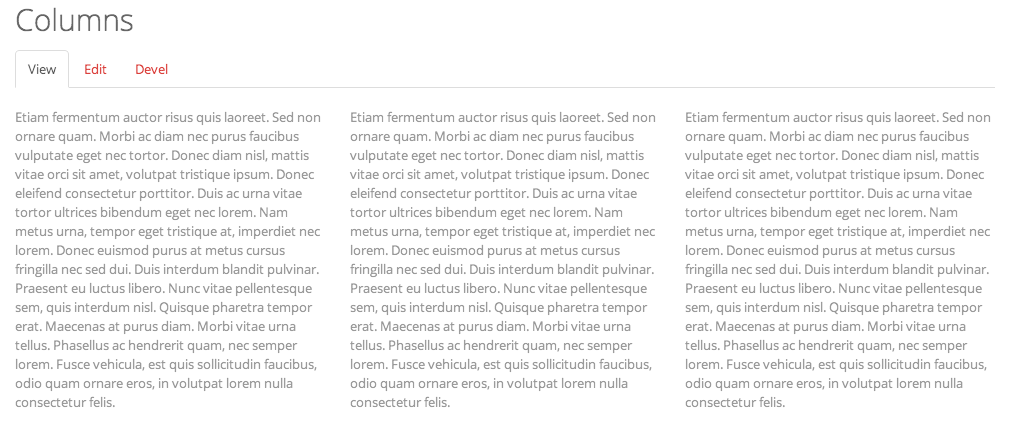 Columns
View
Edit
Devel
Etiam fermentum auctor risus quis laoreet. Sed non
ornare quam. Morbi ac diam nec purus faucibus
vulputate eget nec tortor. Donec diam nisl, mattis
vitae orci sit amet, volutpat tristique ipsum. Donec
eleifend consectetur porttitor. Duis ac urna vitae
tortor ultrices bibendum eget nec lorem. Nam
metus urna, tempor eget tristique at, imperdiet nec
lorem. Donec euismod purus at metus cursus
fringilla nec sed dui. Duis interdum blandit pulvinar.
Praesent eu luctus libero. Nunc vitae pellentesque
sem, quis interdum nisl. Quisque pharetra tempor
erat. Maecenas at purus diam. Morbi vitae urna
tellus. Phasellus ac hendrerit quam, nec semper
lorem. Fusce vehicula, est quis sollicitudin faucibus,
odio quam ornare eros, in volutpat lorem nulla
consectetur felis.
Etiam fermentum auctor risus quis laoreet. Sed non
ornare quam. Morbi ac diam nec purus faucibus
vulputate eget nec tortor. Donec diam nisl, mattis
vitae orci sit amet, volutpat tristique ipsum. Donec
eleifend consectetur porttitor. Duis ac urna vitae
tortor ultrices bibendum eget nec lorem. Nam
metus urna, tempor eget tristique at, imperdiet nec
lorem. Donec euismod purus at metus cursus
fringilla nec sed dui. Duis interdum blandit pulvinar.
Praesent eu luctus libero. Nunc vitae pellentesque
sem, quis interdum nisl. Quisque pharetra tempor
erat. Maecenas at purus diam. Morbi vitae urna
tellus. Phasellus ac hendrerit quam, nec semper
lorem. Fusce vehicula, est quis sollicitudin faucibus,
odio quam ornare eros, in volutpat lorem nulla
consectetur felis.
Etiam fermentum auctor risus quis laoreet. Sed non
ornare quam. Morbi ac diam nec purus faucibus
vulputate eget nec tortor. Donec diam nisl, mattis
vitae orci sit amet, volutpat tristique ipsum. Donec
eleifend consectetur porttitor. Duis ac urna vitae
tortor ultrices bibendum eget nec lorem. Nam
metus urna, tempor eget tristique at, imperdiet nec
lorem. Donec euismod purus at metus cursus
fringilla nec sed dui. Duis interdum blandit pulvinar.
Praesent eu luctus libero. Nunc vitae pellentesque
sem, quis interdum nisl. Quisque pharetra tempor
erat. Maecenas at purus diam. Morbi vitae urna
tellus. Phasellus ac hendrerit quam, nec semper
lorem. Fusce vehicula, est quis sollicitudin faucibus,
odio quam ornare eros, in volutpat lorem nulla
consectetur felis.